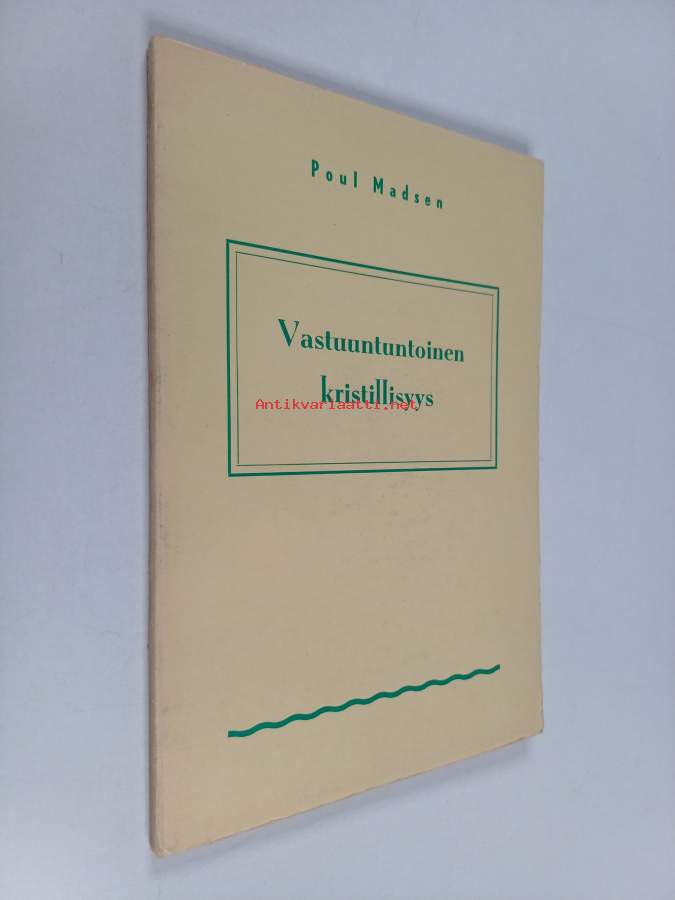 Poul Madsen
Vastuuntuntoinen
kristillisyys
Antikvariaatti.net